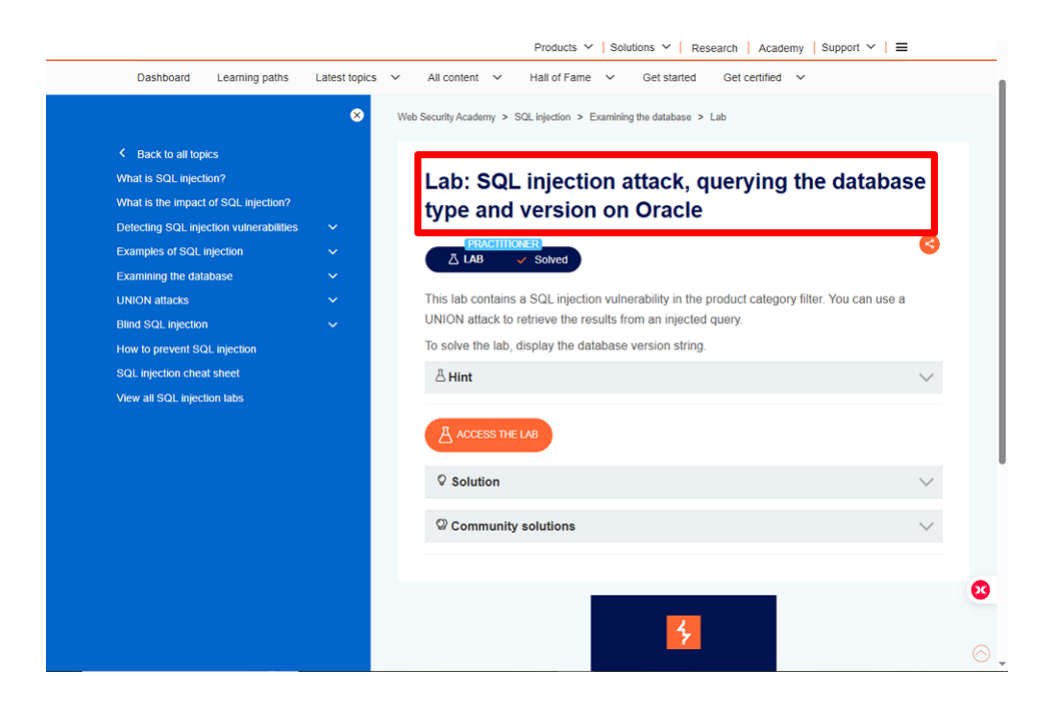 Products Solutions Research Academy Support
Dashboard Learning paths Latest topics All content Hall of Fame Get started Get certified
Web Security Academy > SQL injection > Examining the database > Lab
Back to all topics
What is SQL injection?
What is the impact of SQL injection?
Detecting SQL injection vulnerabilities
Examples of SQL injection
Examining the database
UNION attacks
Blind SQL injection
How to prevent SQL injection
SQL injection cheat sheet
View all SQL injection labs
Lab: SQL injection attack, querying the database
type and version on Oracle
PRACTITIONER
LAB Solved
This lab contains a SQL injection vulnerability in the product category filter. You can use a
UNION attack to retrieve the results from an injected query.
To solve the lab, display the database version string.
Hint
ACCESS THE LAB
Solution
Community solutions